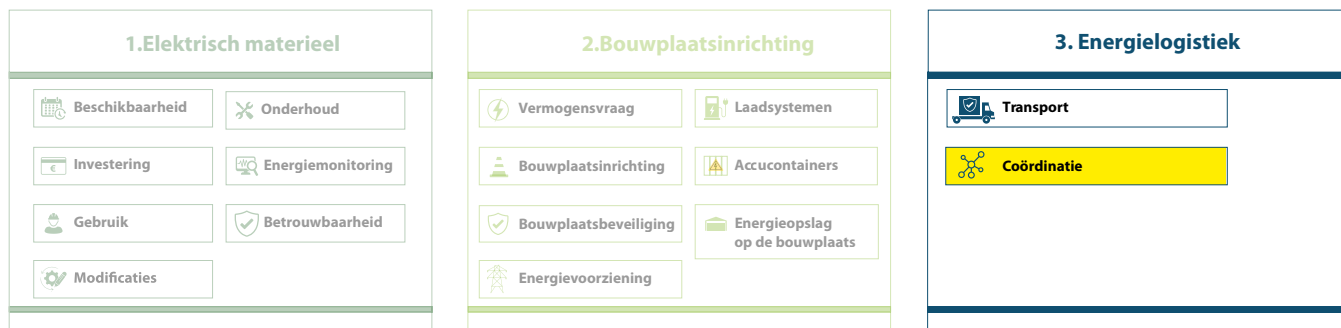 1.Elektrisch materieel
Beschikbaarheid
Onderhoud
Investering
Energiemonitoring
Gebruik
Betrouwbaarheid
Modificaties
2.Bouwplaatsinrichting
Vermogensvraag
Laadsystemen
Bouwplaatsinrichting
Accucontainers
Bouwplaatsbeveiliging
Energieopslag
op de bouwplaats
Energievoorziening
3. Energielogistiek
Transport
Coördinatie